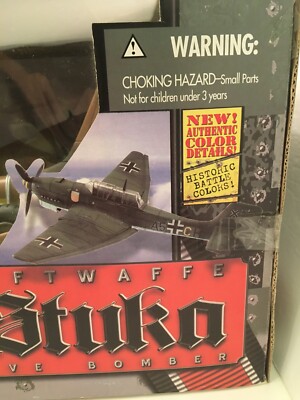 WARNING:
CHOKING HAZARD–Small Parts
Not for children under 3 years
NEW!
AUTHENTIC
COLOR
DETAILS!
HISTORIC
BATTLE
COLORS!
FTWAFFE
Stuka
VE BOMBER